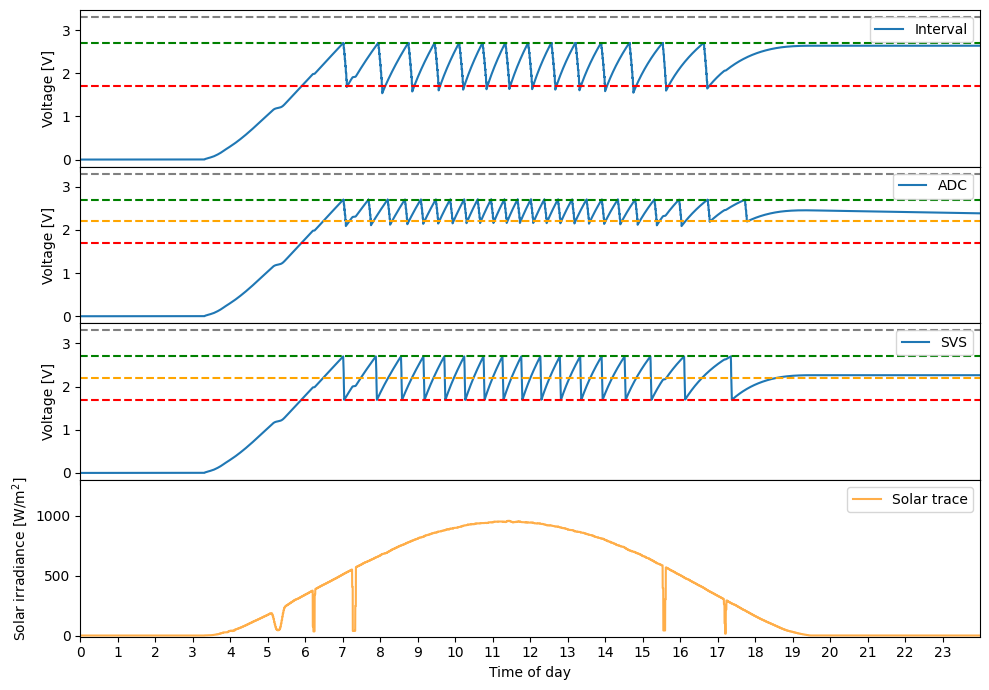 Voltage [V]
3
2
1
0
Interval
Voltage [V]
3
2
1
0
ADC
Voltage [V]
3
2
1
0
SVS
Solar irradiance [W/m²]
1000
500
0
Solar trace
0 1 2 3 4 5 6 7 8 9 10 11 12 13 14 15 16 17 18 19 20 21 22 23
Time of day